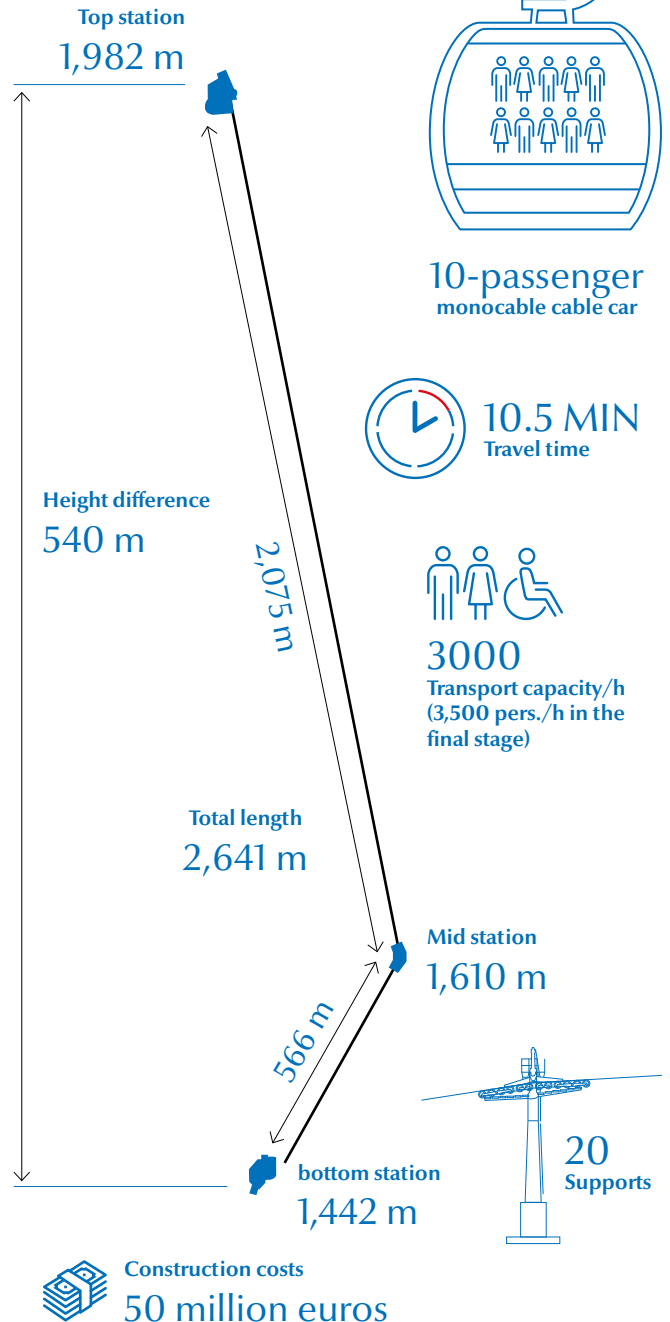 Top station
1,982 m
10-passenger
monocable cable car
10.5 MIN
Travel time
Height difference
540 m
2,075 m
3000
Transport capacity/h
(3,500 pers./h in the
final stage)
Total length
2,641 m
Mid station
1,610 m
566 m
20
Supports
bottom station
1,442 m
Construction costs
50 million euros